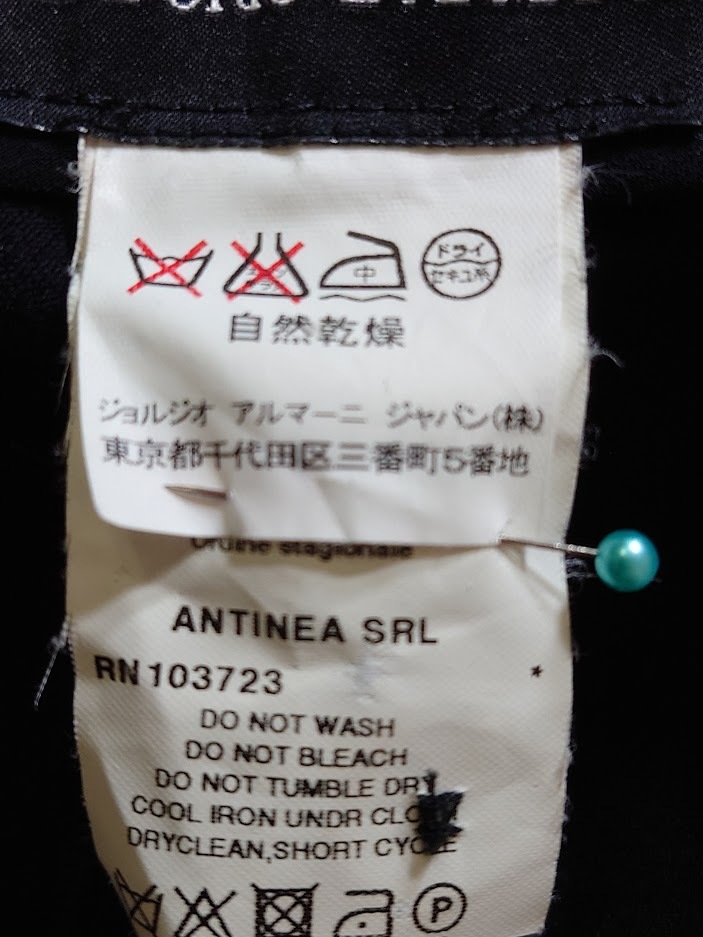 中
ドライ
セキユ系
自然乾燥
ジョルジオ アルマーニ ジャパン(株)
東京都千代田区三番町5番地
Ordine stagionale
ANTINEA SRL
RN 103723 *
DO NOT WASH
DO NOT BLEACH
DO NOT TUMBLE DRY
COOL IRON UNDR CLOTH
DRYCLEAN,SHORT CYCLE
P